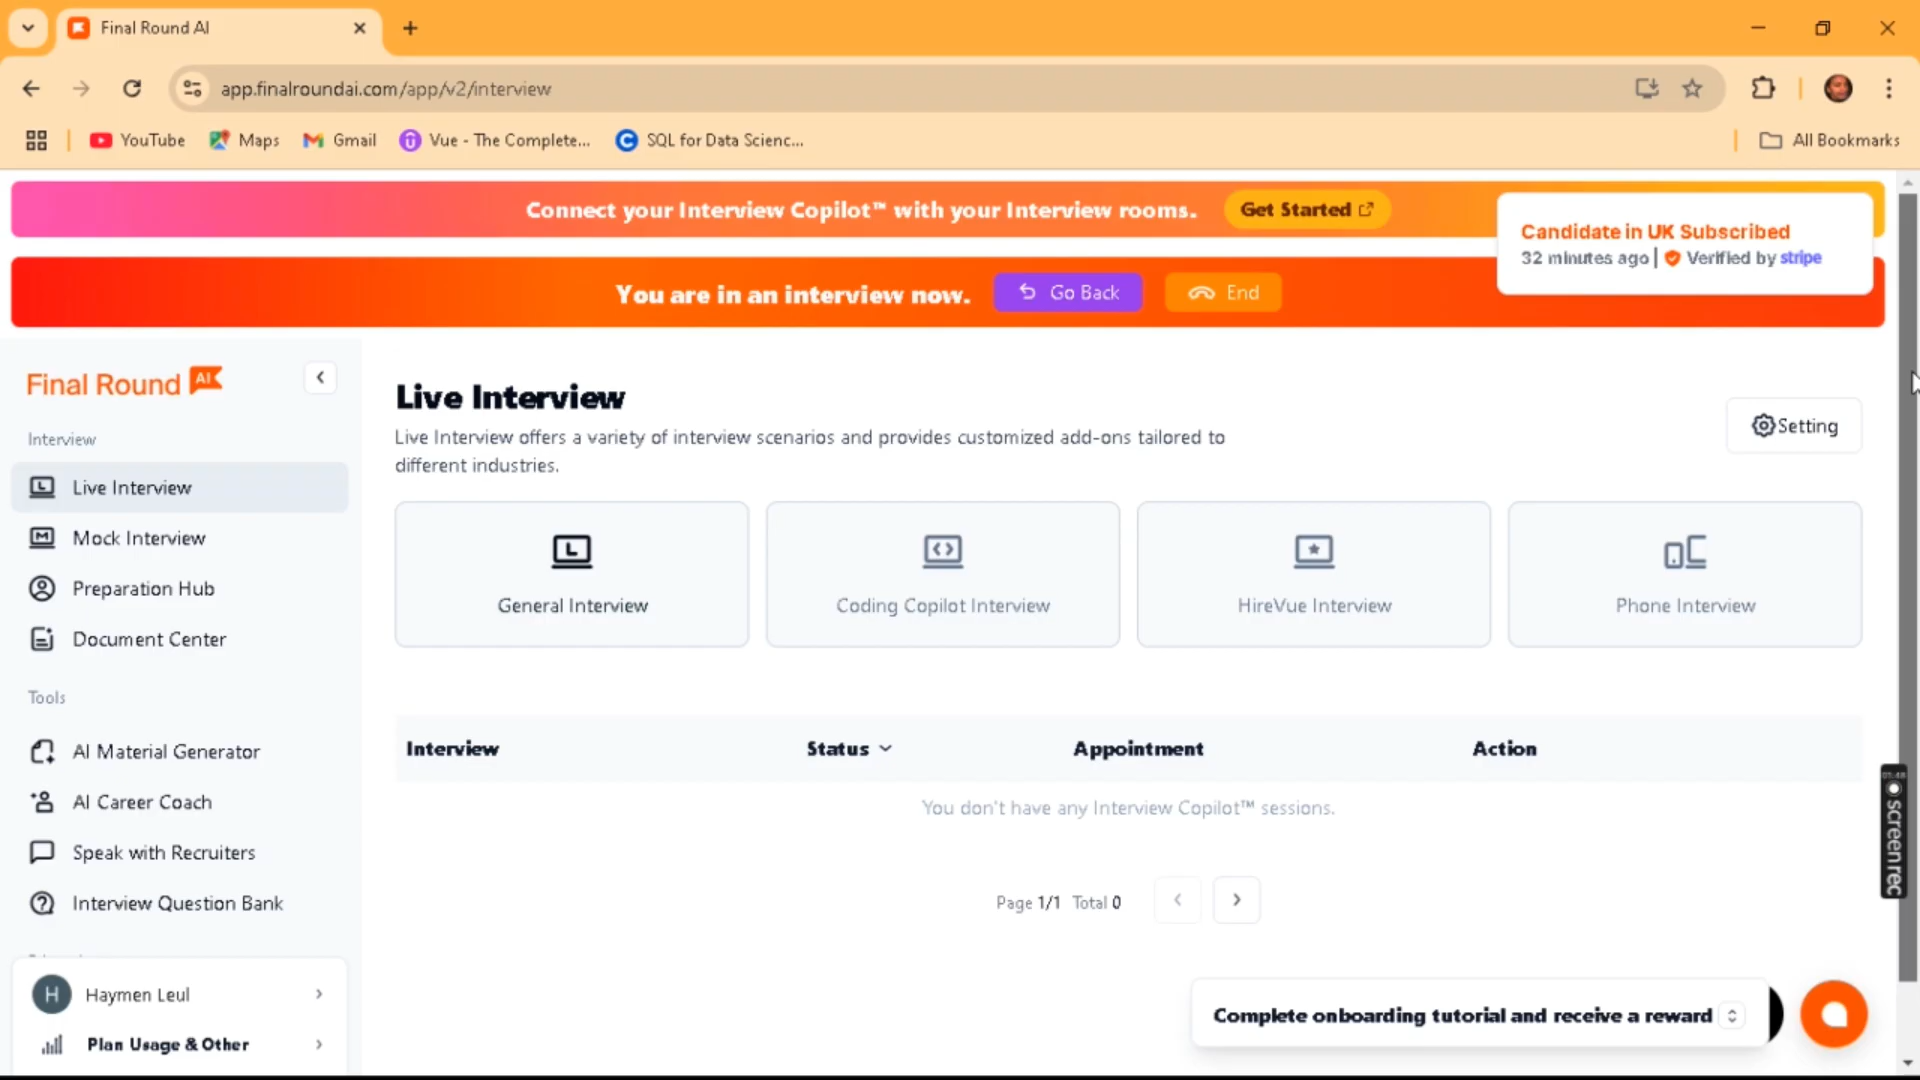 Final Round AI
app.finalroundai.com/app/v2/interview
YouTube
Maps
Gmail
Vue - The Complete...
SQL for Data Scienc...
All Bookmarks
Connect your Interview Copilot™ with your Interview rooms.
Get Started
Candidate in UK Subscribed
32 minutes ago | Verified by stripe
You are in an interview now.
Go Back
End
Final Round AI
Interview
Live Interview
Mock Interview
Preparation Hub
Document Center
Tools
AI Material Generator
AI Career Coach
Speak with Recruiters
Interview Question Bank
H
Haymen Leul
Plan Usage & Other
Live Interview
Live Interview offers a variety of interview scenarios and provides customized add-ons tailored to
different industries.
Setting
General Interview
Coding Copilot Interview
HireVue Interview
Phone Interview
Interview
Status
Appointment
Action
You don't have any Interview Copilot™ sessions.
Page 1/1 Total 0
Complete onboarding tutorial and receive a reward
screenrec